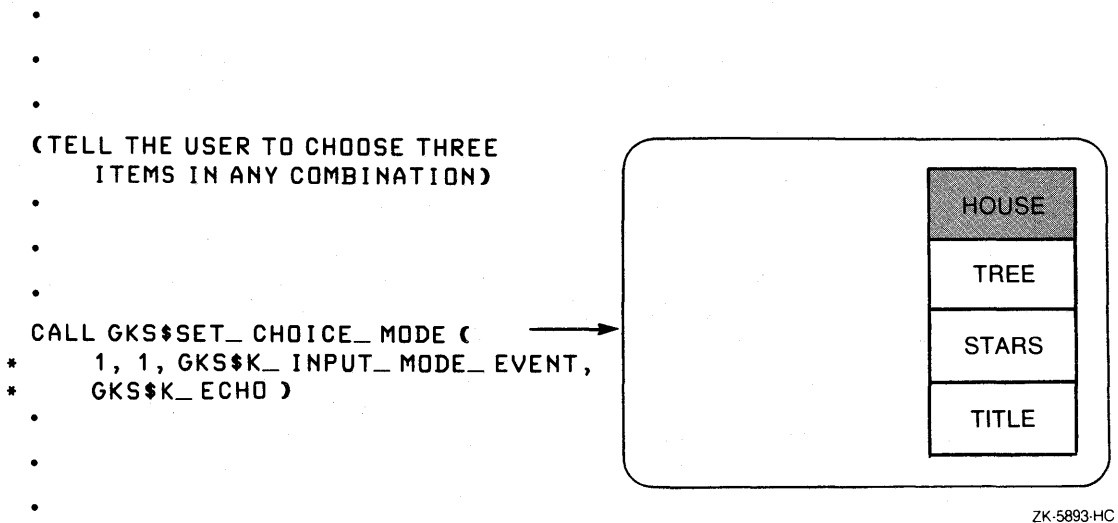 (TELL THE USER TO CHOOSE THREE
ITEMS IN ANY COMBINATION)
CALL GKS$SET_ CHOICE_ MODE (
* 1, 1, GKS$K_ INPUT_ MODE_ EVENT,
* GKS$K_ ECHO )
HOUSE
TREE
STARS
TITLE
ZK-5893-HC